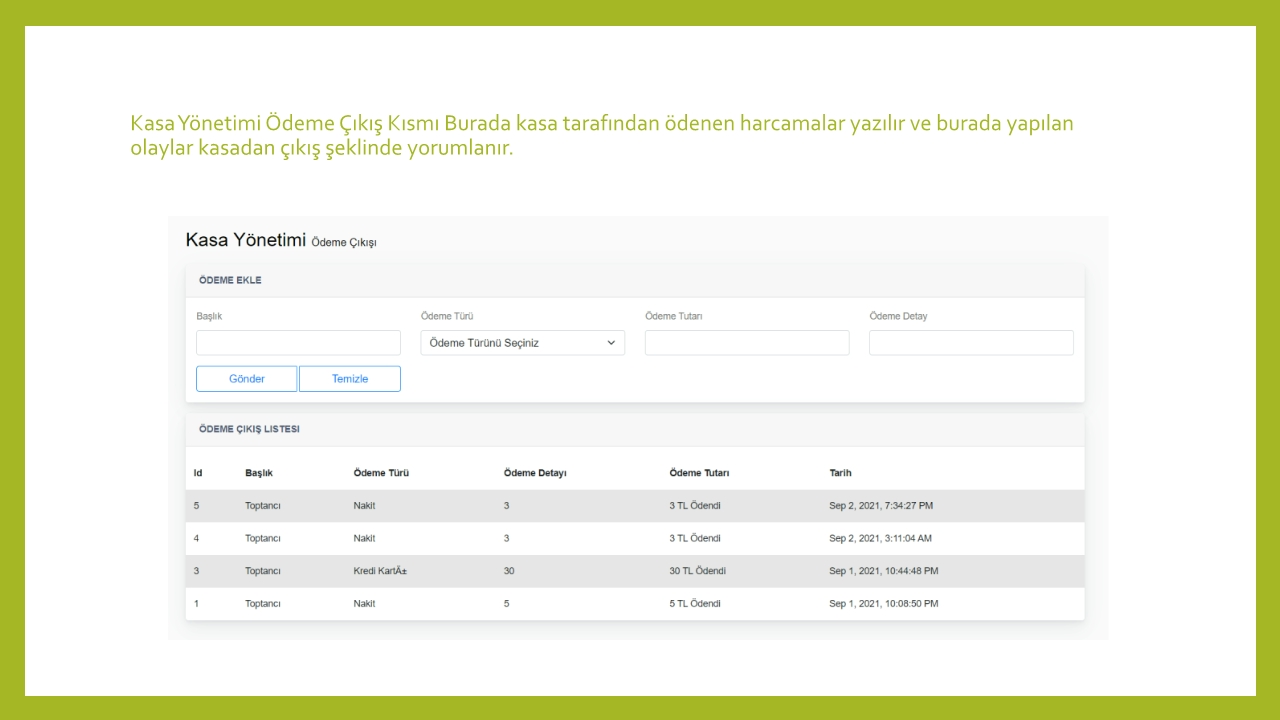 Kasa Yönetimi Ödeme Çıkış Kısmı Burada kasa tarafından ödenen harcamalar yazılır ve burada yapılan
olaylar kasadan çıkış şeklinde yorumlanır.
Kasa Yönetimi Ödeme Çıkışı
ÖDEME EKLE
Başlık Ödeme Türü Ödeme Tutarı Ödeme Detay
Ödeme Türünü Seçiniz
Gönder Temizle
ÖDEME ÇIKIŞ LISTESI
Id Başlık Ödeme Türü Ödeme Detayı Ödeme Tutarı Tarih
5 Toptancı Nakit 3 3 TL Ödendi Sep 2, 2021, 7:34:27 PM
4 Toptancı Nakit 3 3 TL Ödendi Sep 2, 2021, 3:11:04 AM
3 Toptancı Kredi KartÄ± 30 30 TL Ödendi Sep 1, 2021, 10:44:48 PM
1 Toptancı Nakit 5 5 TL Ödendi Sep 1, 2021, 10:08:50 PM